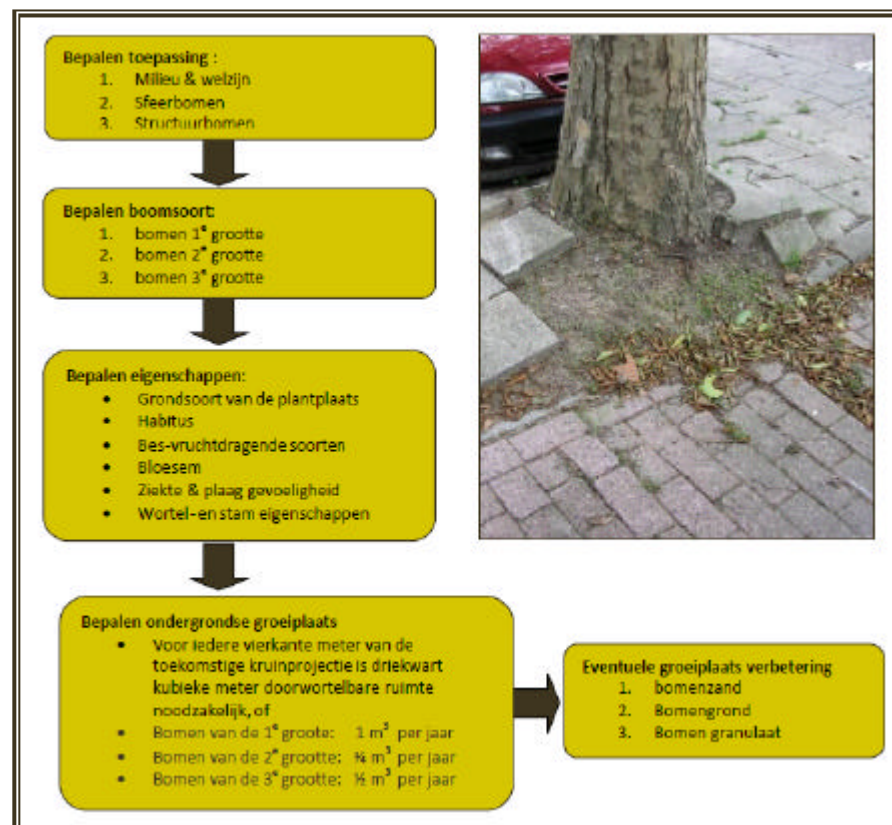 Bepalen toepassing :
1. Milieu & welzijn
2. Sfeerbomen
3. Structuurbomen
Bepalen boomsoort:
1. bomen 1e grootte
2. bomen 2e grootte
3. bomen 3e grootte
Bepalen eigenschappen:
• Grondsoort van de plantplaats
• Habitus
• Bes-vruchtdragende soorten
• Bloesem
• Ziekte & plaag gevoeligheid
• Wortel-en stam eigenschappen
Bepalen ondergrondse groeiplaats
• Voor iedere vierkante meter van de
toekomstige kruinprojectie is driekwart
kubieke meter doorwortelbare ruimte
noodzakelijk, of
• Bomen van de 1e groote: 1 m³ per jaar
• Bomen van de 2e grootte: ¾ m³ per jaar
• Bomen van de 3e grootte: ½ m³ per jaar
Eventuele groeiplaats verbetering
1. bomenzand
2. Bomengrond
3. Bomen granulaat